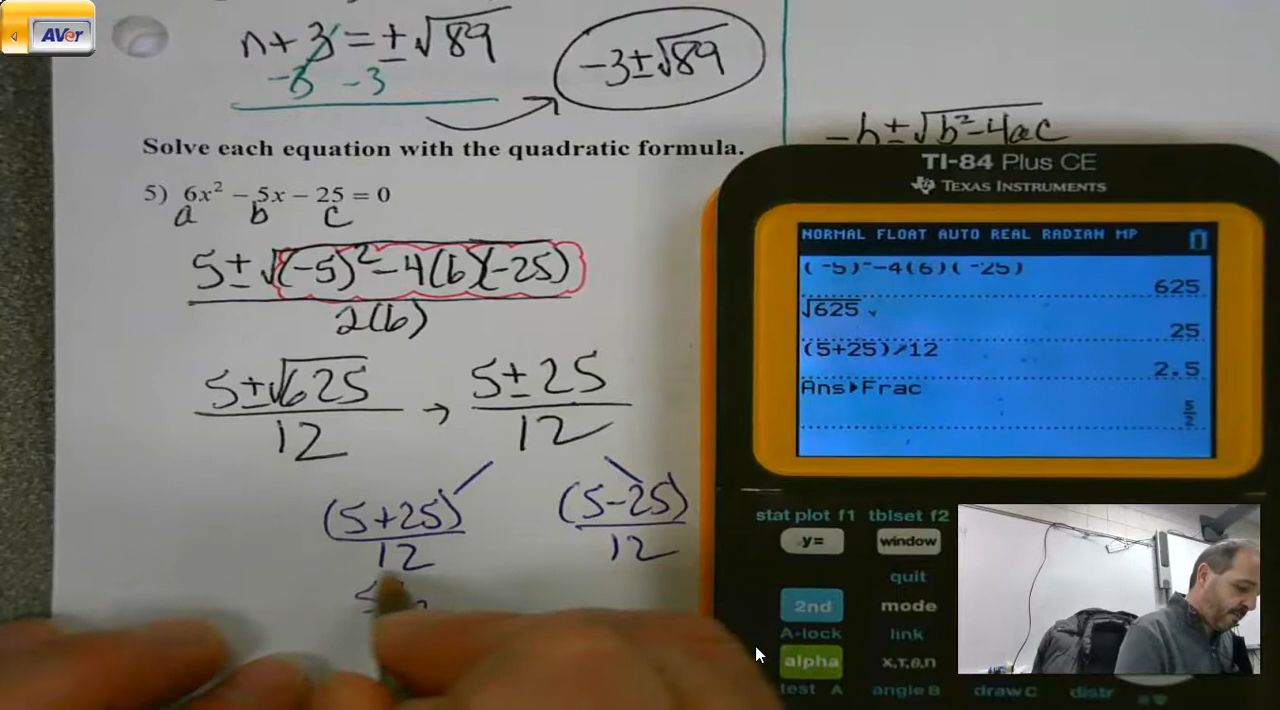 AVer
n+3=±√89
-3 -3
-3±√89
Solve each equation with the quadratic formula.
-b±√b²-4ac
5) 6x² − 5x − 25 = 0
a b c
5±√(-5)²-4(6)(-25)
2(6)
5±√625
12
→
5±25
12
(5+25)
12
(5-25)
12
TI-84 Plus CE
TEXAS INSTRUMENTS
NORMAL FLOAT AUTO REAL RADIAN MP
(-5)²-4(6)(-25)
625
√625
25
(5+25)/12
2.5
Ans▸Frac
5/2
stat plot f1 tblset f2
y= window
quit
2nd mode
A-lock link
alpha X,T,θ,n
test A angle B draw C distr